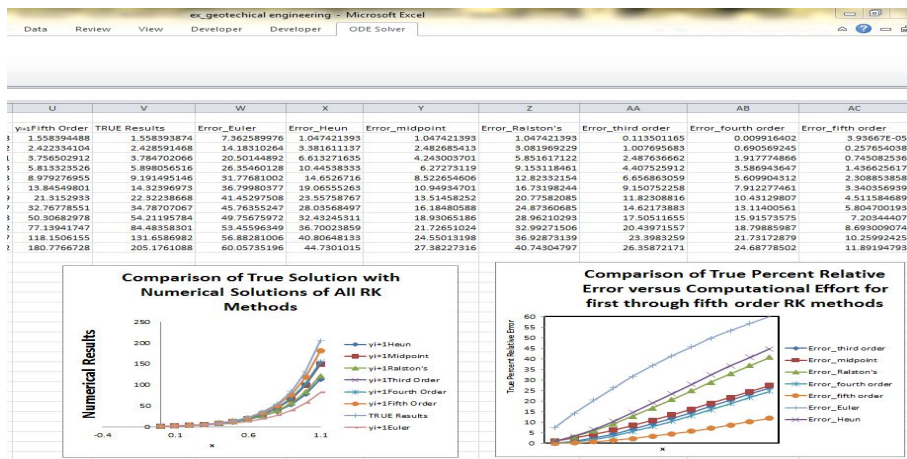 ex_geotechical engineering - Microsoft Excel
Data Review View Developer Developer ODE Solver
U V W X Y Z AA AB AC
yi+1Fifth Order TRUE Results Error_Euler Error_Heun Error_midpoint Error_Ralston's Error_third order Error_fourth order Error_fifth order
1.558394488 1.558393874 7.362589976 1.047421393 1.047421393 1.047421393 0.113501165 0.009916402 3.93667E-05
2.422334104 2.428591468 14.18310264 3.381611137 2.482685413 3.081969229 1.007695683 0.690569245 0.257654038
3.756502912 3.784702066 20.50144892 6.613271635 4.243003701 5.851617122 2.487636662 1.917774866 0.745082536
5.813323526 5.898056516 26.35460128 10.44538333 6.27273119 9.153118461 4.407525912 3.586943647 1.436625617
8.979276955 9.191495146 31.77681002 14.6526716 8.522654606 12.82332154 6.656863059 5.609904312 2.308853858
13.84549801 14.32396973 36.79980377 19.06555263 10.94934701 16.73198244 9.150752258 7.912277461 3.340356939
21.3152933 22.32238668 41.45297508 23.55758767 13.51458252 20.77582085 11.82308816 10.43129807 4.511584689
32.76778551 34.78707067 45.76355247 28.03568497 16.18480588 24.87360685 14.62173883 13.11400561 5.804700193
50.30682978 54.21195784 49.75675972 32.43245311 18.93065186 28.96210293 17.50511655 15.91573575 7.20344407
77.13941747 84.48358301 53.45596349 36.70023859 21.72651024 32.99271506 20.43971557 18.79885987 8.693009074
118.1506155 131.6586982 56.88281006 40.80648133 24.55013198 36.92873139 23.3983259 21.73172879 10.25992425
180.7766728 205.1761088 60.05735196 44.7301015 27.38227316 40.74304797 26.35872171 24.68778502 11.89194793
Comparison of True Solution with
Numerical Solutions of All RK
Methods
Numerical Results
250
200
150
100
50
0
-0.4 0.1 0.6 1.1
x
yi+1Heun
yi+1Midpoint
yi+1Ralston's
yi+1Third Order
yi+1Fourth Order
yi+1Fifth Order
TRUE Results
yi+1Euler
Comparison of True Percent Relative
Error versus Computational Effort for
first through fifth order RK methods
True Percent Relative Error
60
55
50
45
40
35
30
25
20
15
10
5
0
x
Error_third order
Error_midpoint
Error_Ralston's
Error_fourth order
Error_fifth order
Error_Euler
Error_Heun